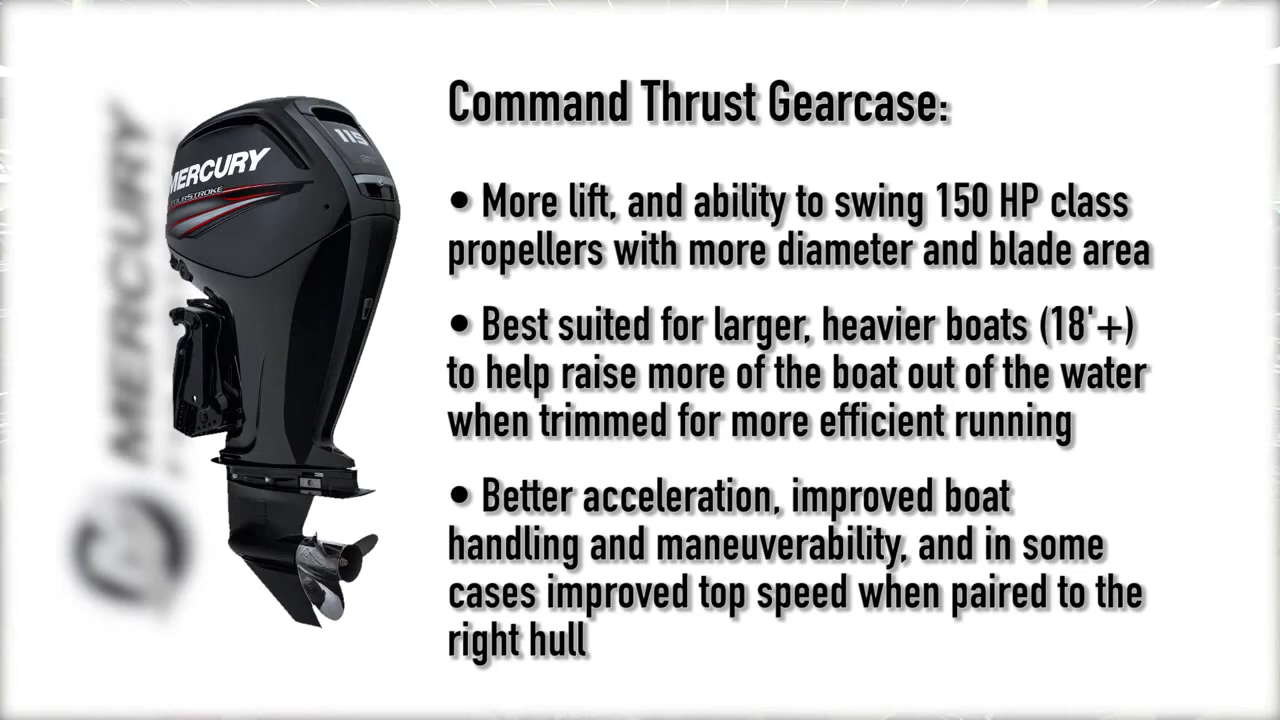 MERCURY
115
MERCURY
FOURSTROKE
Command Thrust Gearcase:
• More lift, and ability to swing 150 HP class
propellers with more diameter and blade area
• Best suited for larger, heavier boats (18'+)
to help raise more of the boat out of the water
when trimmed for more efficient running
• Better acceleration, improved boat
handling and maneuverability, and in some
cases improved top speed when paired to the
right hull